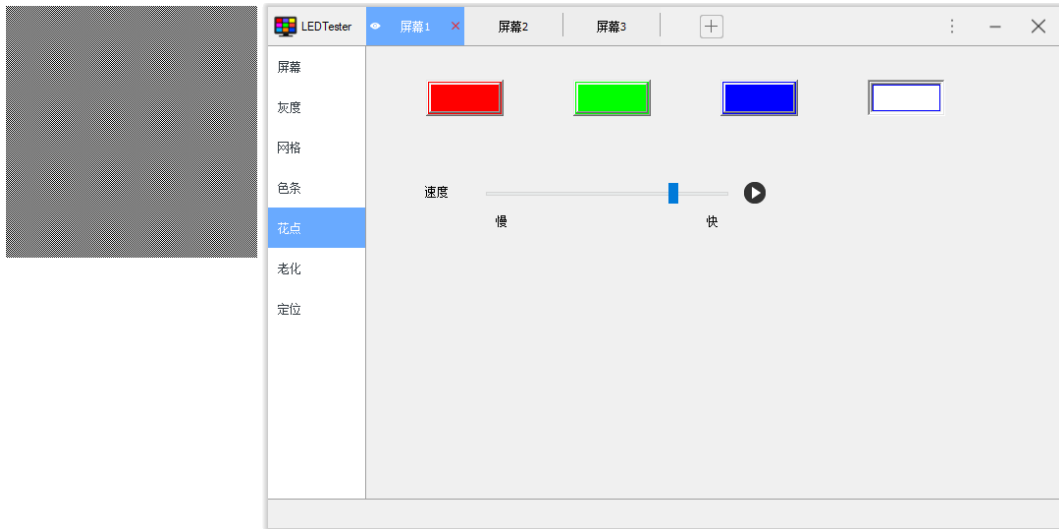 LEDTester 屏幕1 屏幕2 屏幕3
屏幕
灰度
网格
色条
花点
老化
定位
速度
慢 快